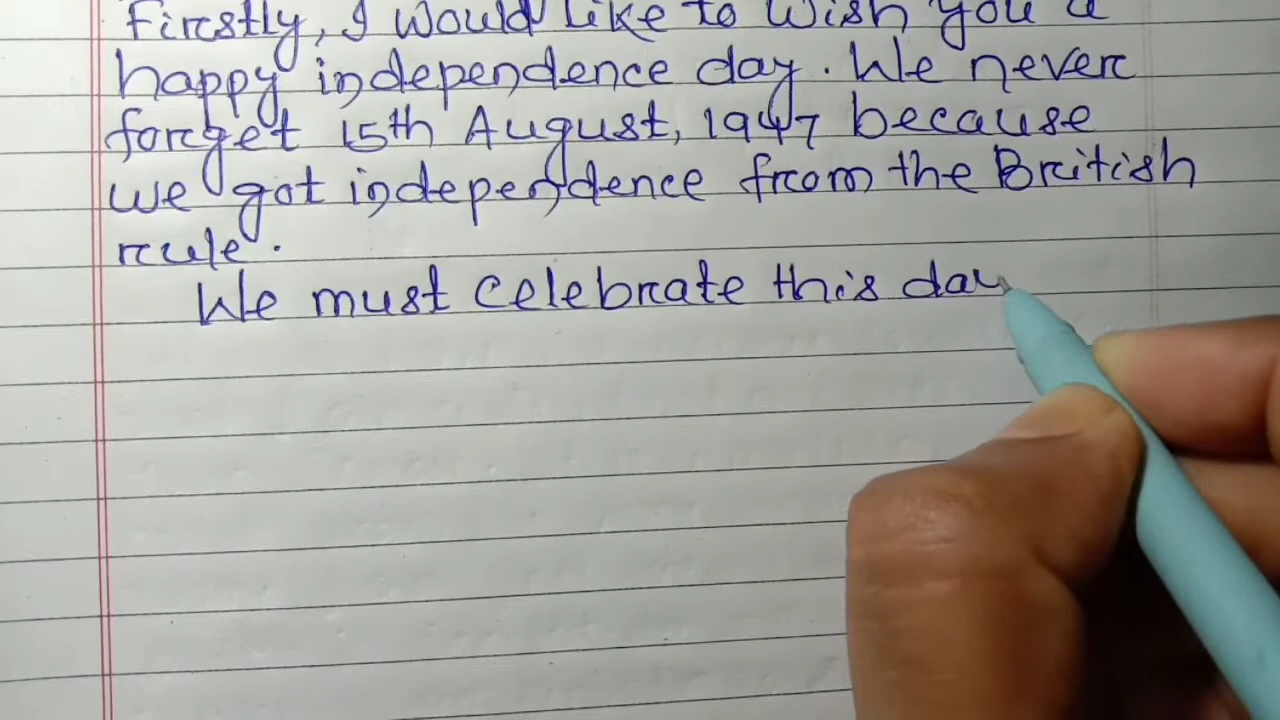 Firstly, I would like to wish you a
happy independence day. We never
forget 15th August, 1947 because
we got independence from the British
rule.
We must celebrate this day